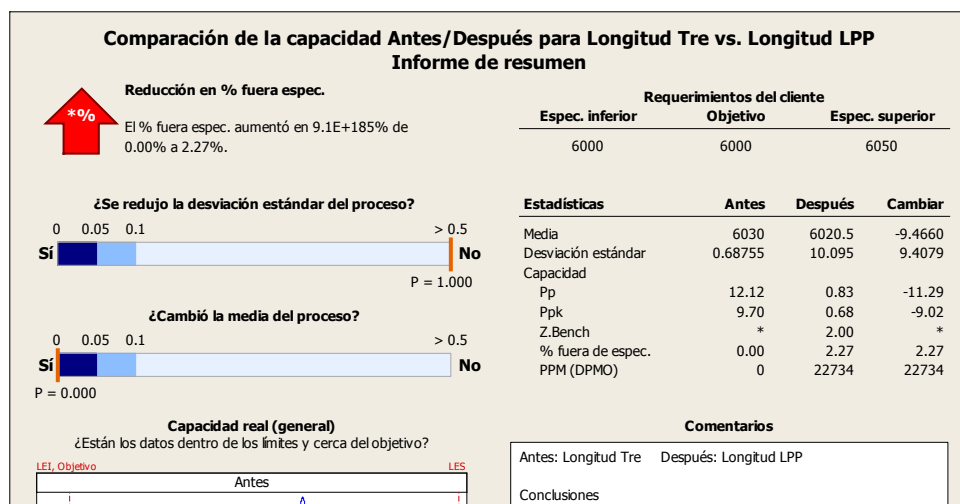 Comparación de la capacidad Antes/Después para Longitud Tre vs. Longitud LPP
Informe de resumen
*%
Reducción en % fuera espec.
El % fuera espec. aumentó en 9.1E+185% de
0.00% a 2.27%.
Requerimientos del cliente
Espec. inferior Objetivo Espec. superior
6000 6000 6050
¿Se redujo la desviación estándar del proceso?
0 0.05 0.1 > 0.5
Sí No
P = 1.000
¿Cambió la media del proceso?
0 0.05 0.1 > 0.5
Sí No
P = 0.000
Estadísticas Antes Después Cambiar
Media 6030 6020.5 -9.4660
Desviación estándar 0.68755 10.095 9.4079
Capacidad
Pp 12.12 0.83 -11.29
Ppk 9.70 0.68 -9.02
Z.Bench * 2.00 *
% fuera de espec. 0.00 2.27 2.27
PPM (DPMO) 0 22734 22734
Capacidad real (general)
¿Están los datos dentro de los límites y cerca del objetivo?
LEI, Objetivo LES
Antes
Comentarios
Antes: Longitud Tre Después: Longitud LPP
Conclusiones